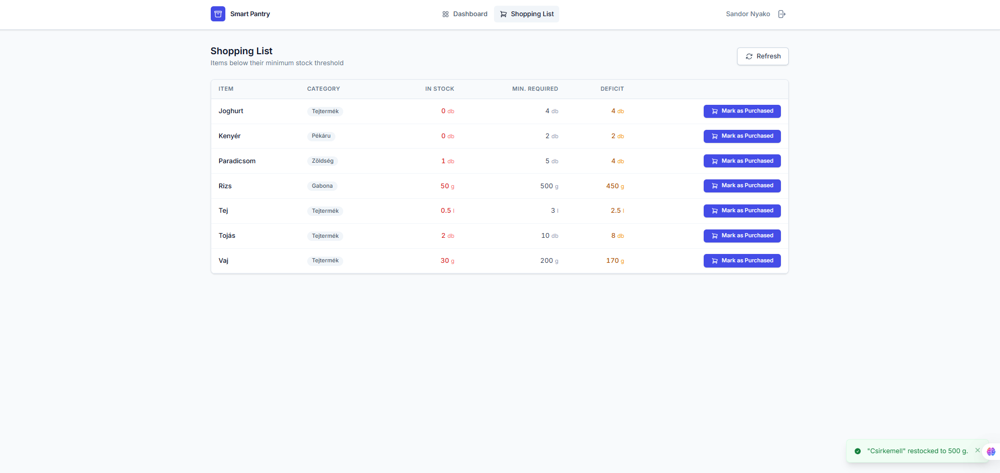 Smart Pantry
Dashboard
Shopping List
Sandor Nyako
Shopping List
Items below their minimum stock threshold
Refresh
ITEM CATEGORY IN STOCK MIN. REQUIRED DEFICIT
Joghurt Tejtermék 0 db 4 db 4 db Mark as Purchased
Kenyér Pékáru 0 db 2 db 2 db Mark as Purchased
Paradicsom Zöldség 1 db 5 db 4 db Mark as Purchased
Rizs Gabona 50 g 500 g 450 g Mark as Purchased
Tej Tejtermék 0.5 l 3 l 2.5 l Mark as Purchased
Tojás Tejtermék 2 db 10 db 8 db Mark as Purchased
Vaj Tejtermék 30 g 200 g 170 g Mark as Purchased
"Csirkemell" restocked to 500 g.